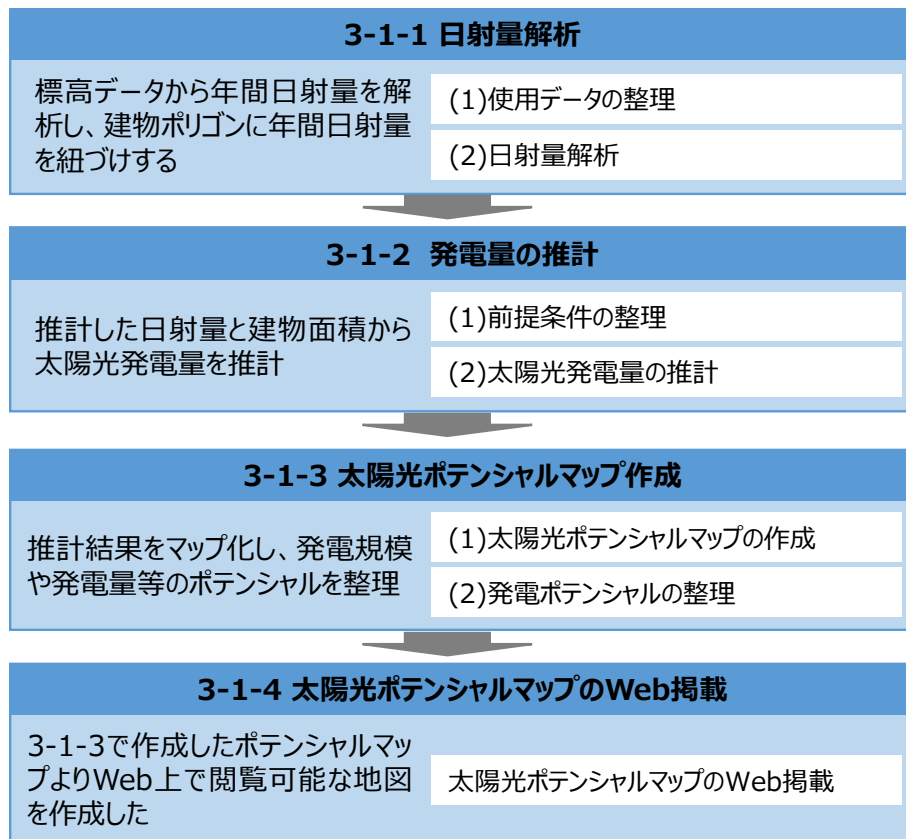 3-1-1 日射量解析
標高データから年間日射量を解
析し、建物ポリゴンに年間日射量
を紐づけする
(1)使用データの整理
(2)日射量解析
3-1-2 発電量の推計
推計した日射量と建物面積から
太陽光発電量を推計
(1)前提条件の整理
(2)太陽光発電量の推計
3-1-3 太陽光ポテンシャルマップ作成
推計結果をマップ化し、発電規模
や発電量等のポテンシャルを整理
(1)太陽光ポテンシャルマップの作成
(2)発電ポテンシャルの整理
3-1-4 太陽光ポテンシャルマップのWeb掲載
3-1-3で作成したポテンシャルマッ
プよりWeb上で閲覧可能な地図
を作成した
太陽光ポテンシャルマップのWeb掲載